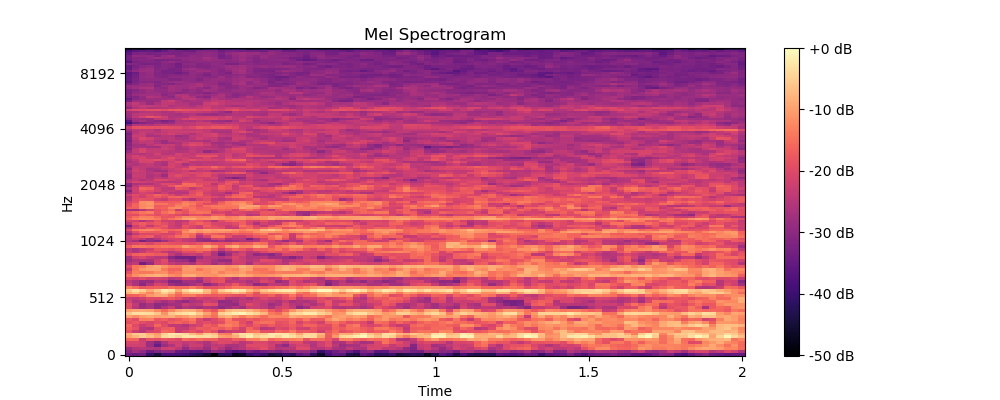 Mel Spectrogram
Hz
8192
4096
2048
1024
512
0
0
0.5
1
1.5
2
Time
+0 dB
-10 dB
-20 dB
-30 dB
-40 dB
-50 dB